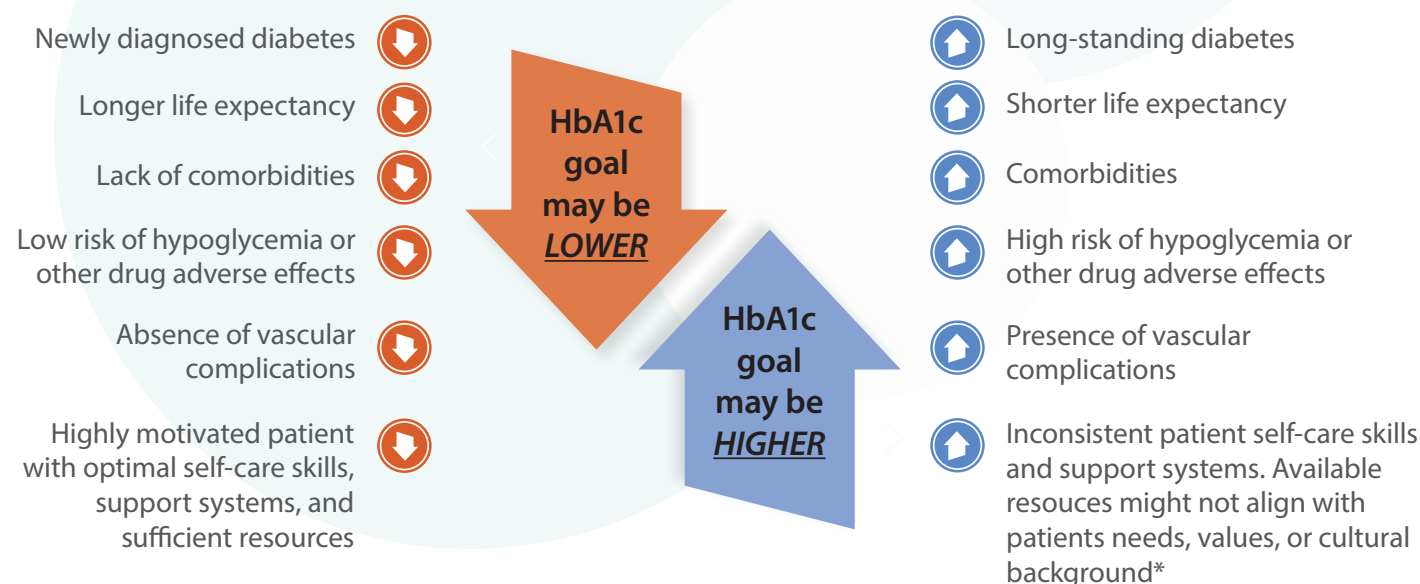 Newly diagnosed diabetes
Longer life expectancy
Lack of comorbidities
Low risk of hypoglycemia or
other drug adverse effects
Absence of vascular
complications
Highly motivated patient
with optimal self-care skills,
support systems, and
sufficient resources
HbA1c
goal
may be
LOWER
HbA1c
goal
may be
HIGHER
Long-standing diabetes
Shorter life expectancy
Comorbidities
High risk of hypoglycemia or
other drug adverse effects
Presence of vascular
complications
Inconsistent patient self-care skills
and support systems. Available
resouces might not align with
patients needs, values, or cultural
background*